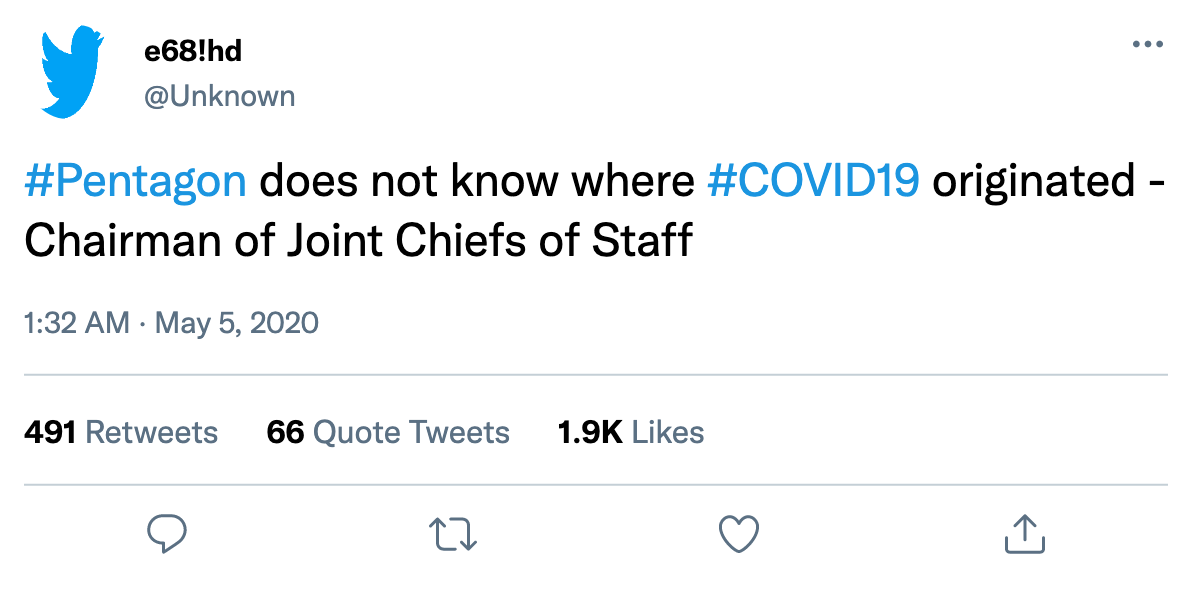 e68!hd
@Unknown
#Pentagon does not know where #COVID19 originated -
Chairman of Joint Chiefs of Staff
1:32 AM · May 5, 2020
491 Retweets 66 Quote Tweets 1.9K Likes